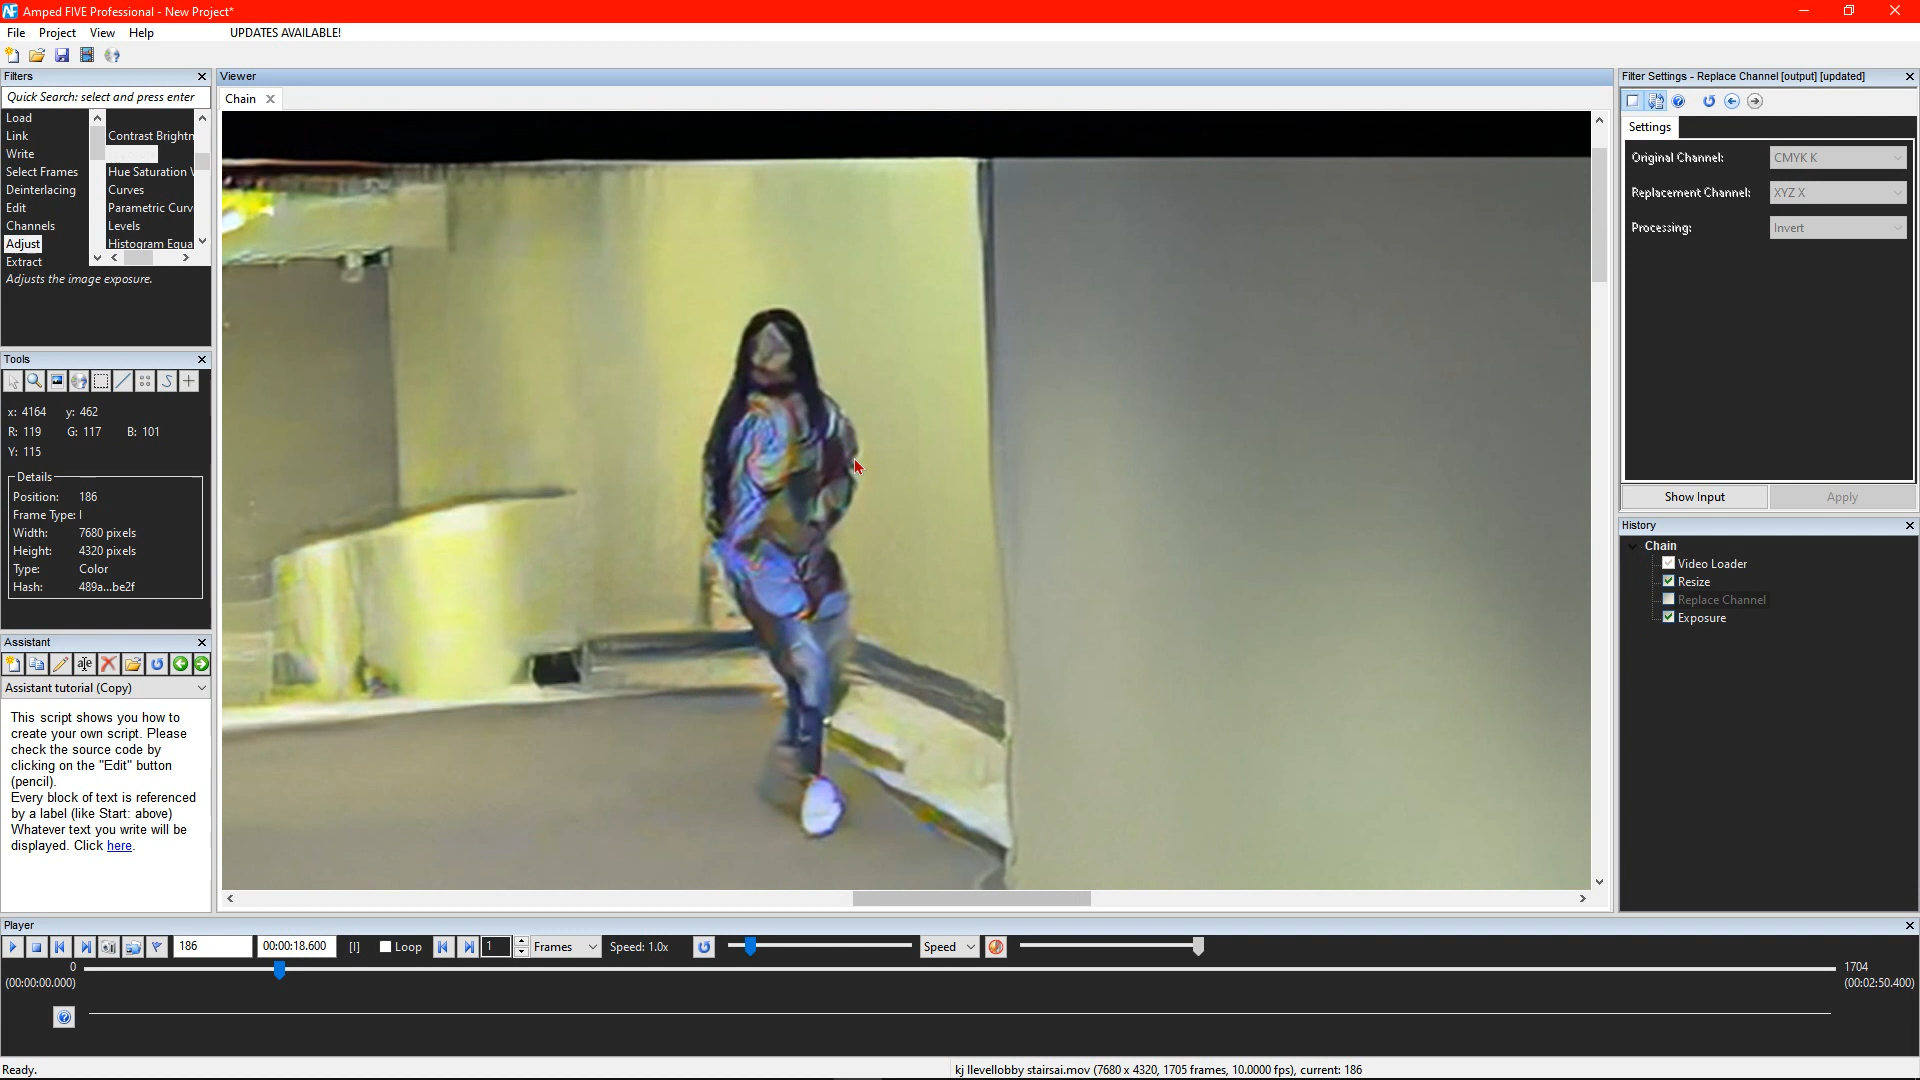 Amped FIVE Professional - New Project*
File Project View Help UPDATES AVAILABLE!
Filters
Quick Search: select and press enter
Load
Link
Write
Select Frames
Deinterlacing
Edit
Channels
Adjust
Extract
Contrast Brightn
Hue Saturation V
Curves
Parametric Curv
Levels
Histogram Equa
Adjusts the image exposure.
Tools
x: 4164 y: 462
R: 119 G: 117 B: 101
Y: 115
Details
Position: 186
Frame Type: I
Width: 7680 pixels
Height: 4320 pixels
Type: Color
Hash: 489a...be2f
Assistant
Assistant tutorial (Copy)
This script shows you how to
create your own script. Please
check the source code by
clicking on the "Edit" button
(pencil).
Every block of text is referenced
by a label (like Start: above)
Whatever text you write will be
displayed. Click here.
Viewer
Chain
Filter Settings - Replace Channel [output] [updated]
Settings
Original Channel: CMYK K
Replacement Channel: XYZ X
Processing: Invert
Show Input Apply
History
Chain
Video Loader
Resize
Replace Channel
Exposure
Player
186 00:00:18.600 [I] Loop 1 Frames Speed: 1.0x Speed
0 1704
(00:00:00.000) (00:02:50.400)
Ready. kj llevellobby stairsai.mov (7680 x 4320, 1705 frames, 10.0000 fps), current: 186